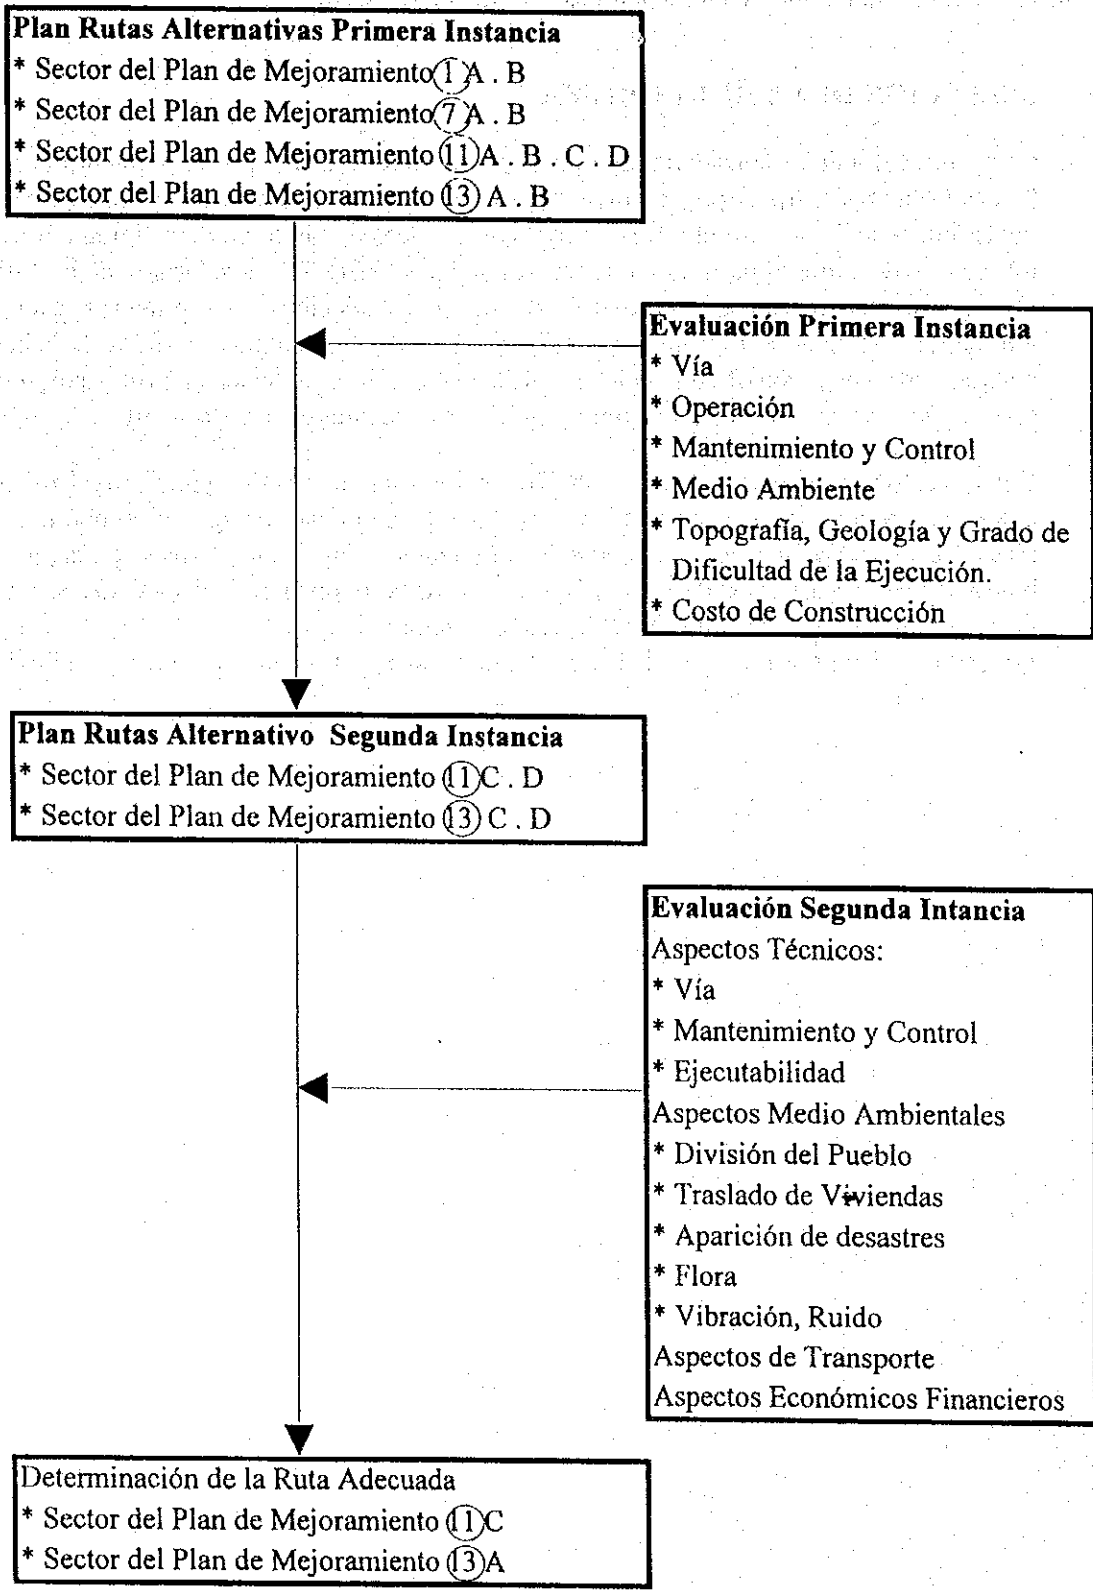 Plan Rutas Alternativas Primera Instancia
* Sector del Plan de Mejoramiento (1) A . B
* Sector del Plan de Mejoramiento (7) A . B
* Sector del Plan de Mejoramiento (11) A . B . C . D
* Sector del Plan de Mejoramiento (13) A . B
Evaluación Primera Instancia
* Vía
* Operación
* Mantenimiento y Control
* Medio Ambiente
* Topografía, Geología y Grado de
Dificultad de la Ejecución.
* Costo de Construcción
Plan Rutas Alternativo Segunda Instancia
* Sector del Plan de Mejoramiento (11) C . D
* Sector del Plan de Mejoramiento (13) C . D
Evaluación Segunda Intancia
Aspectos Técnicos:
* Vía
* Mantenimiento y Control
* Ejecutabilidad
Aspectos Medio Ambientales
* División del Pueblo
* Traslado de Viviendas
* Aparición de desastres
* Flora
* Vibración, Ruido
Aspectos de Transporte
Aspectos Económicos Financieros
Determinación de la Ruta Adecuada
* Sector del Plan de Mejoramiento (11) C
* Sector del Plan de Mejoramiento (13) A